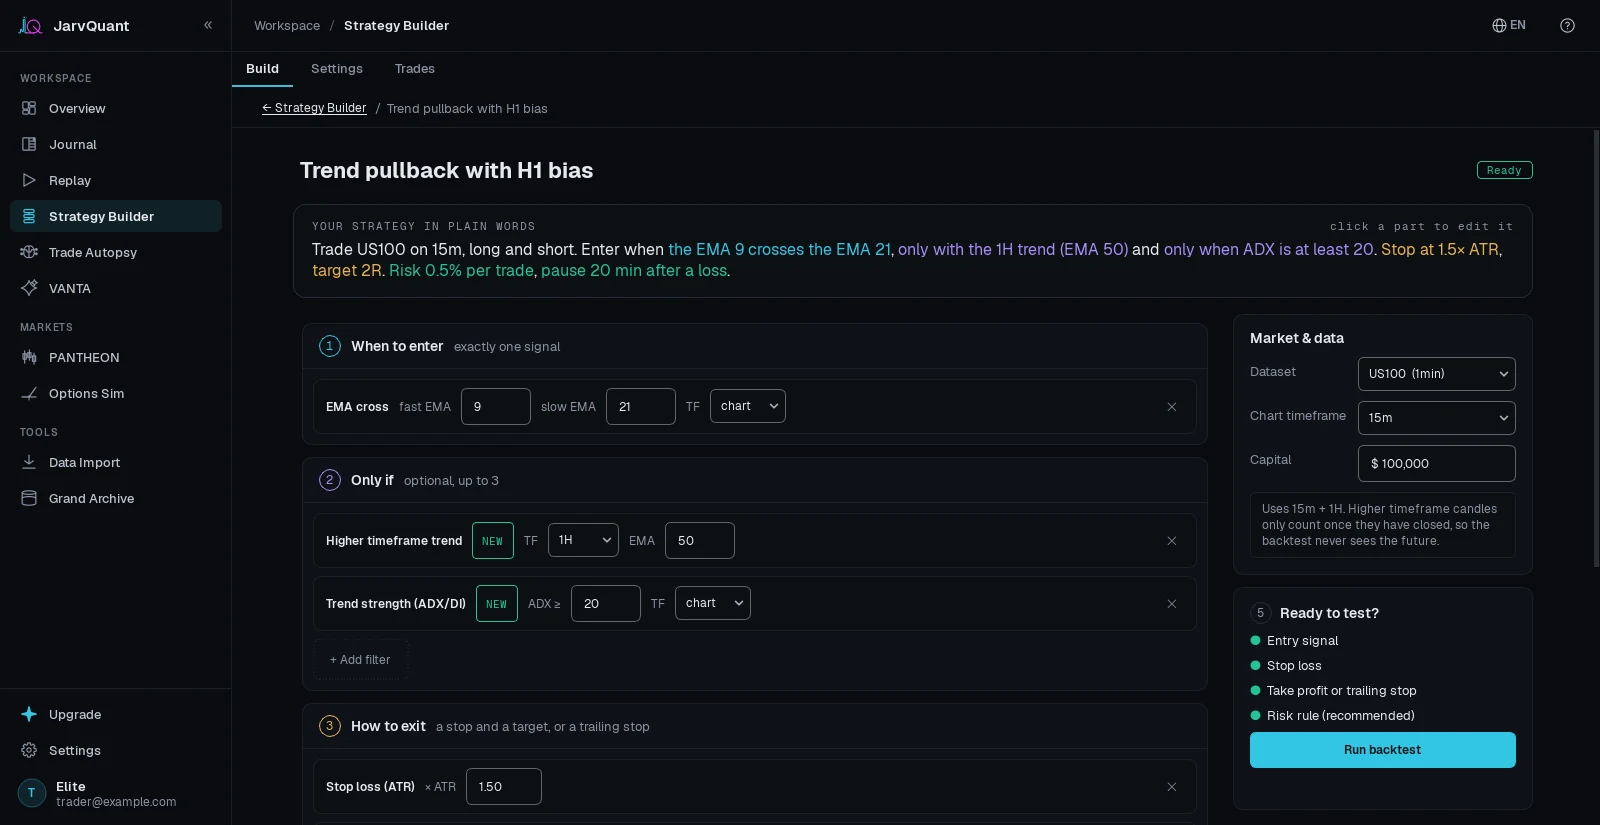 JarvQuant
«
Workspace / Strategy Builder
EN
WORKSPACE
Overview
Journal
Replay
Strategy Builder
Trade Autopsy
VANTA
MARKETS
PANTHEON
Options Sim
TOOLS
Data Import
Grand Archive
Upgrade
Settings
T
Elite
trader@example.com
Build Settings Trades
← Strategy Builder / Trend pullback with H1 bias
Trend pullback with H1 bias
Ready
YOUR STRATEGY IN PLAIN WORDS
click a part to edit it
Trade US100 on 15m, long and short. Enter when the EMA 9 crosses the EMA 21, only with the 1H trend (EMA 50) and only when ADX is at least 20. Stop at 1.5× ATR,
target 2R. Risk 0.5% per trade, pause 20 min after a loss.
1 When to enter exactly one signal
EMA cross fast EMA 9 slow EMA 21 TF chart
2 Only if optional, up to 3
Higher timeframe trend NEW TF 1H EMA 50
Trend strength (ADX/DI) NEW ADX ≥ 20 TF chart
+ Add filter
3 How to exit a stop and a target, or a trailing stop
Stop loss (ATR) × ATR 1.50
Market & data
Dataset US100 (1min)
Chart timeframe 15m
Capital $ 100,000
Uses 15m + 1H. Higher timeframe candles
only count once they have closed, so the
backtest never sees the future.
5 Ready to test?
Entry signal
Stop loss
Take profit or trailing stop
Risk rule (recommended)
Run backtest